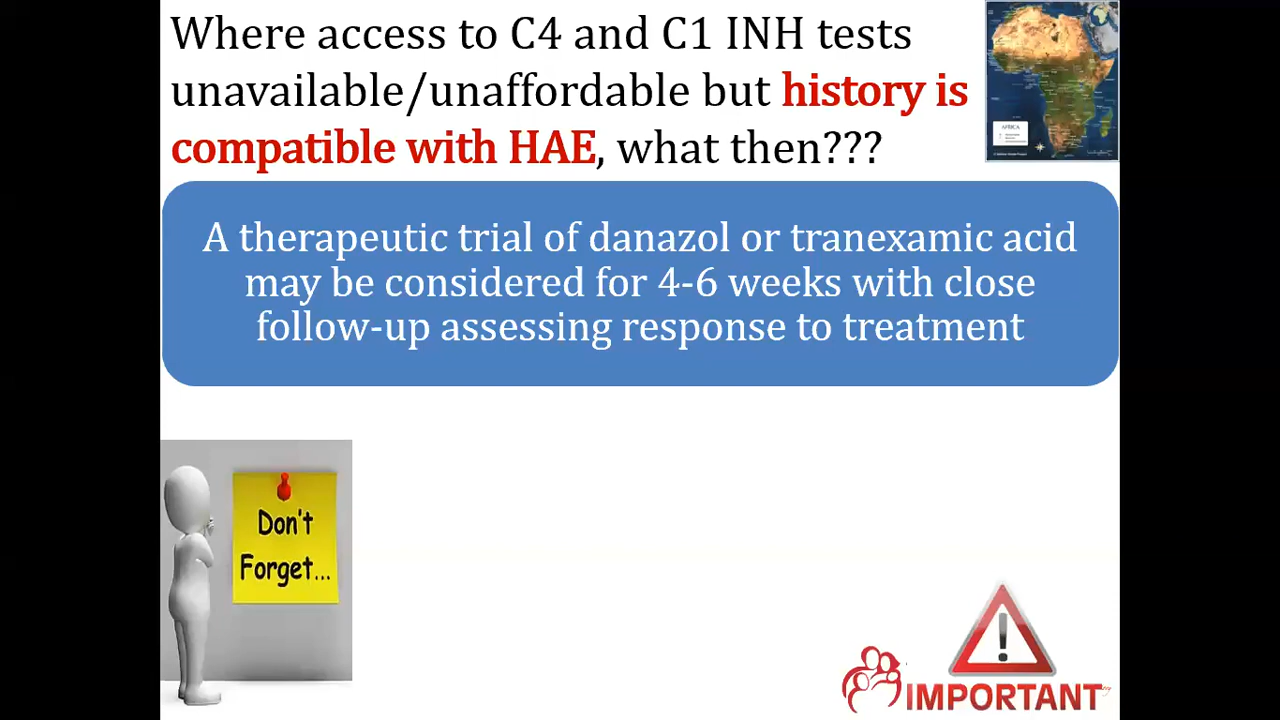 Where access to C4 and C1 INH tests
unavailable/unaffordable but history is
compatible with HAE, what then???
AFRICA
A therapeutic trial of danazol or tranexamic acid
may be considered for 4-6 weeks with close
follow-up assessing response to treatment
Don't
Forget...
IMPORTANT